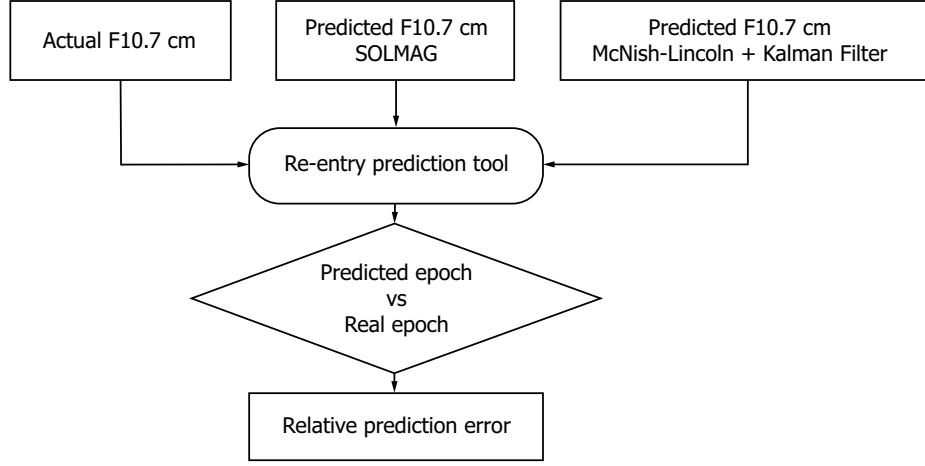 Actual F10.7 cm
Predicted F10.7 cm
SOLMAG
Predicted F10.7 cm
McNish-Lincoln + Kalman Filter
Re-entry prediction tool
Predicted epoch
vs
Real epoch
Relative prediction error